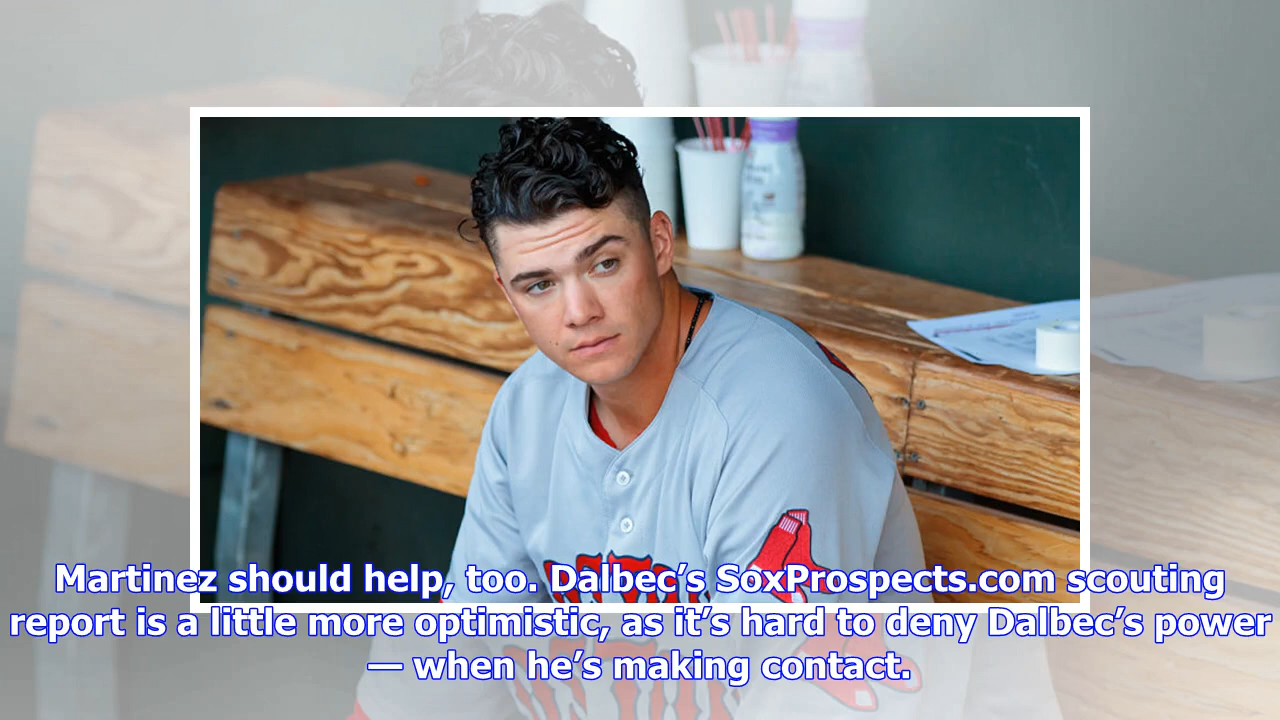 Martinez should help, too. Dalbec’s SoxProspects.com scouting
report is a little more optimistic, as it’s hard to deny Dalbec’s power
— when he’s making contact.